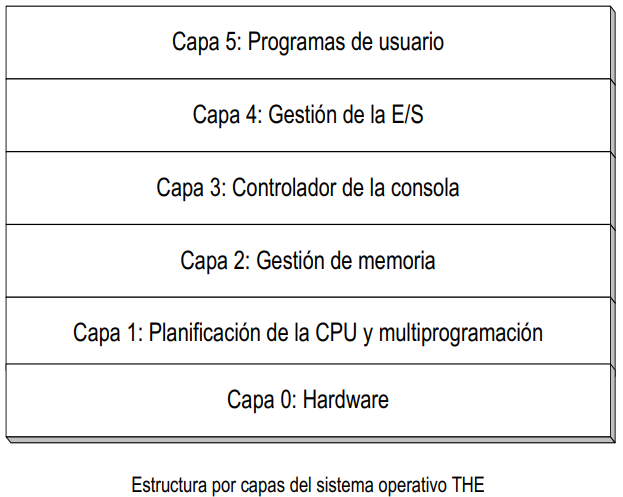 Capa 5: Programas de usuario
Capa 4: Gestión de la E/S
Capa 3: Controlador de la consola
Capa 2: Gestión de memoria
Capa 1: Planificación de la CPU y multiprogramación
Capa 0: Hardware
Estructura por capas del sistema operativo THE